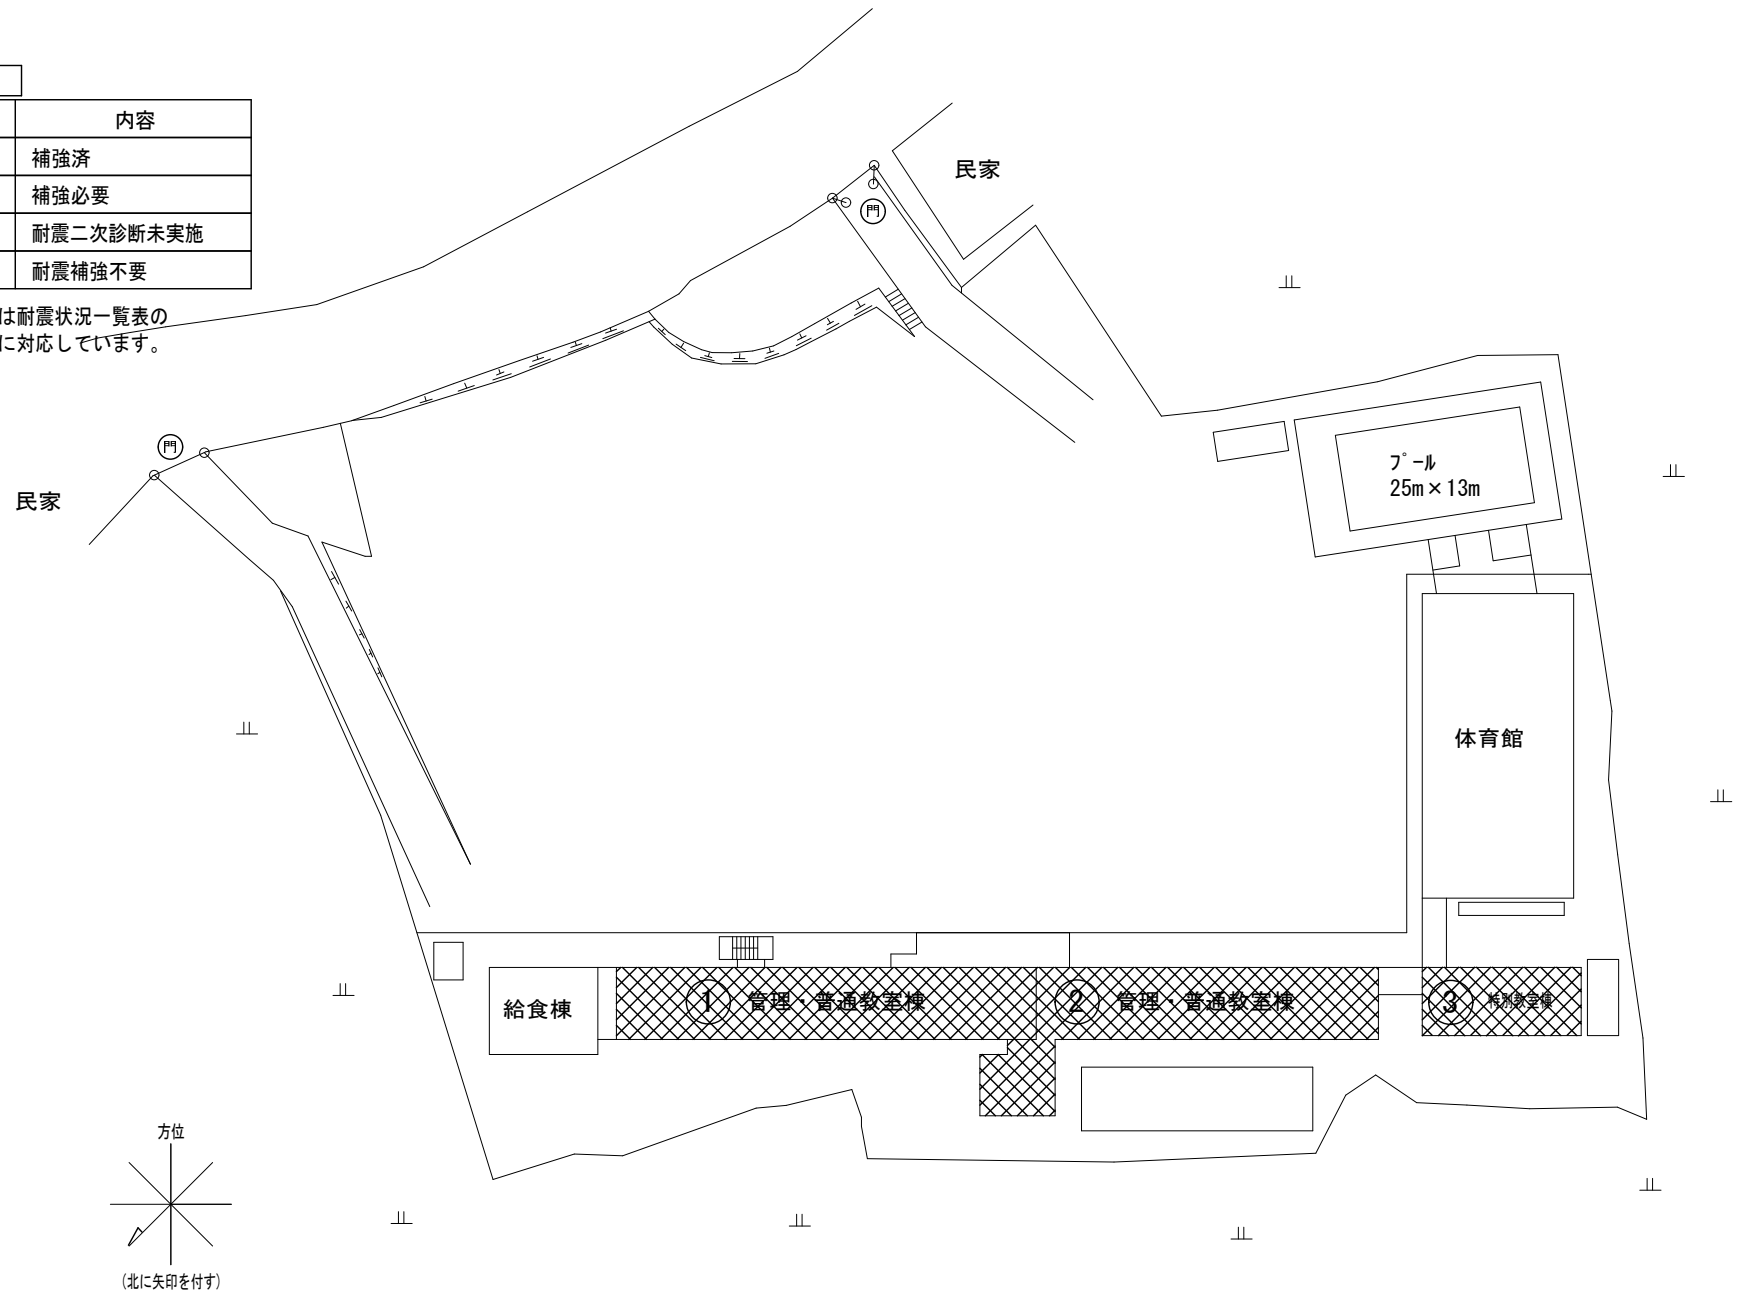 内容
補強済
補強必要
耐震二次診断未実施
耐震補強不要
は耐震状況一覧表の
に対応しています。
民家
門
門
民家
プール
25m×13m
体育館
給食棟
① 管理・普通教室棟
② 管理・普通教室棟
③ 特別教室棟
方位
(北に矢印を付す)